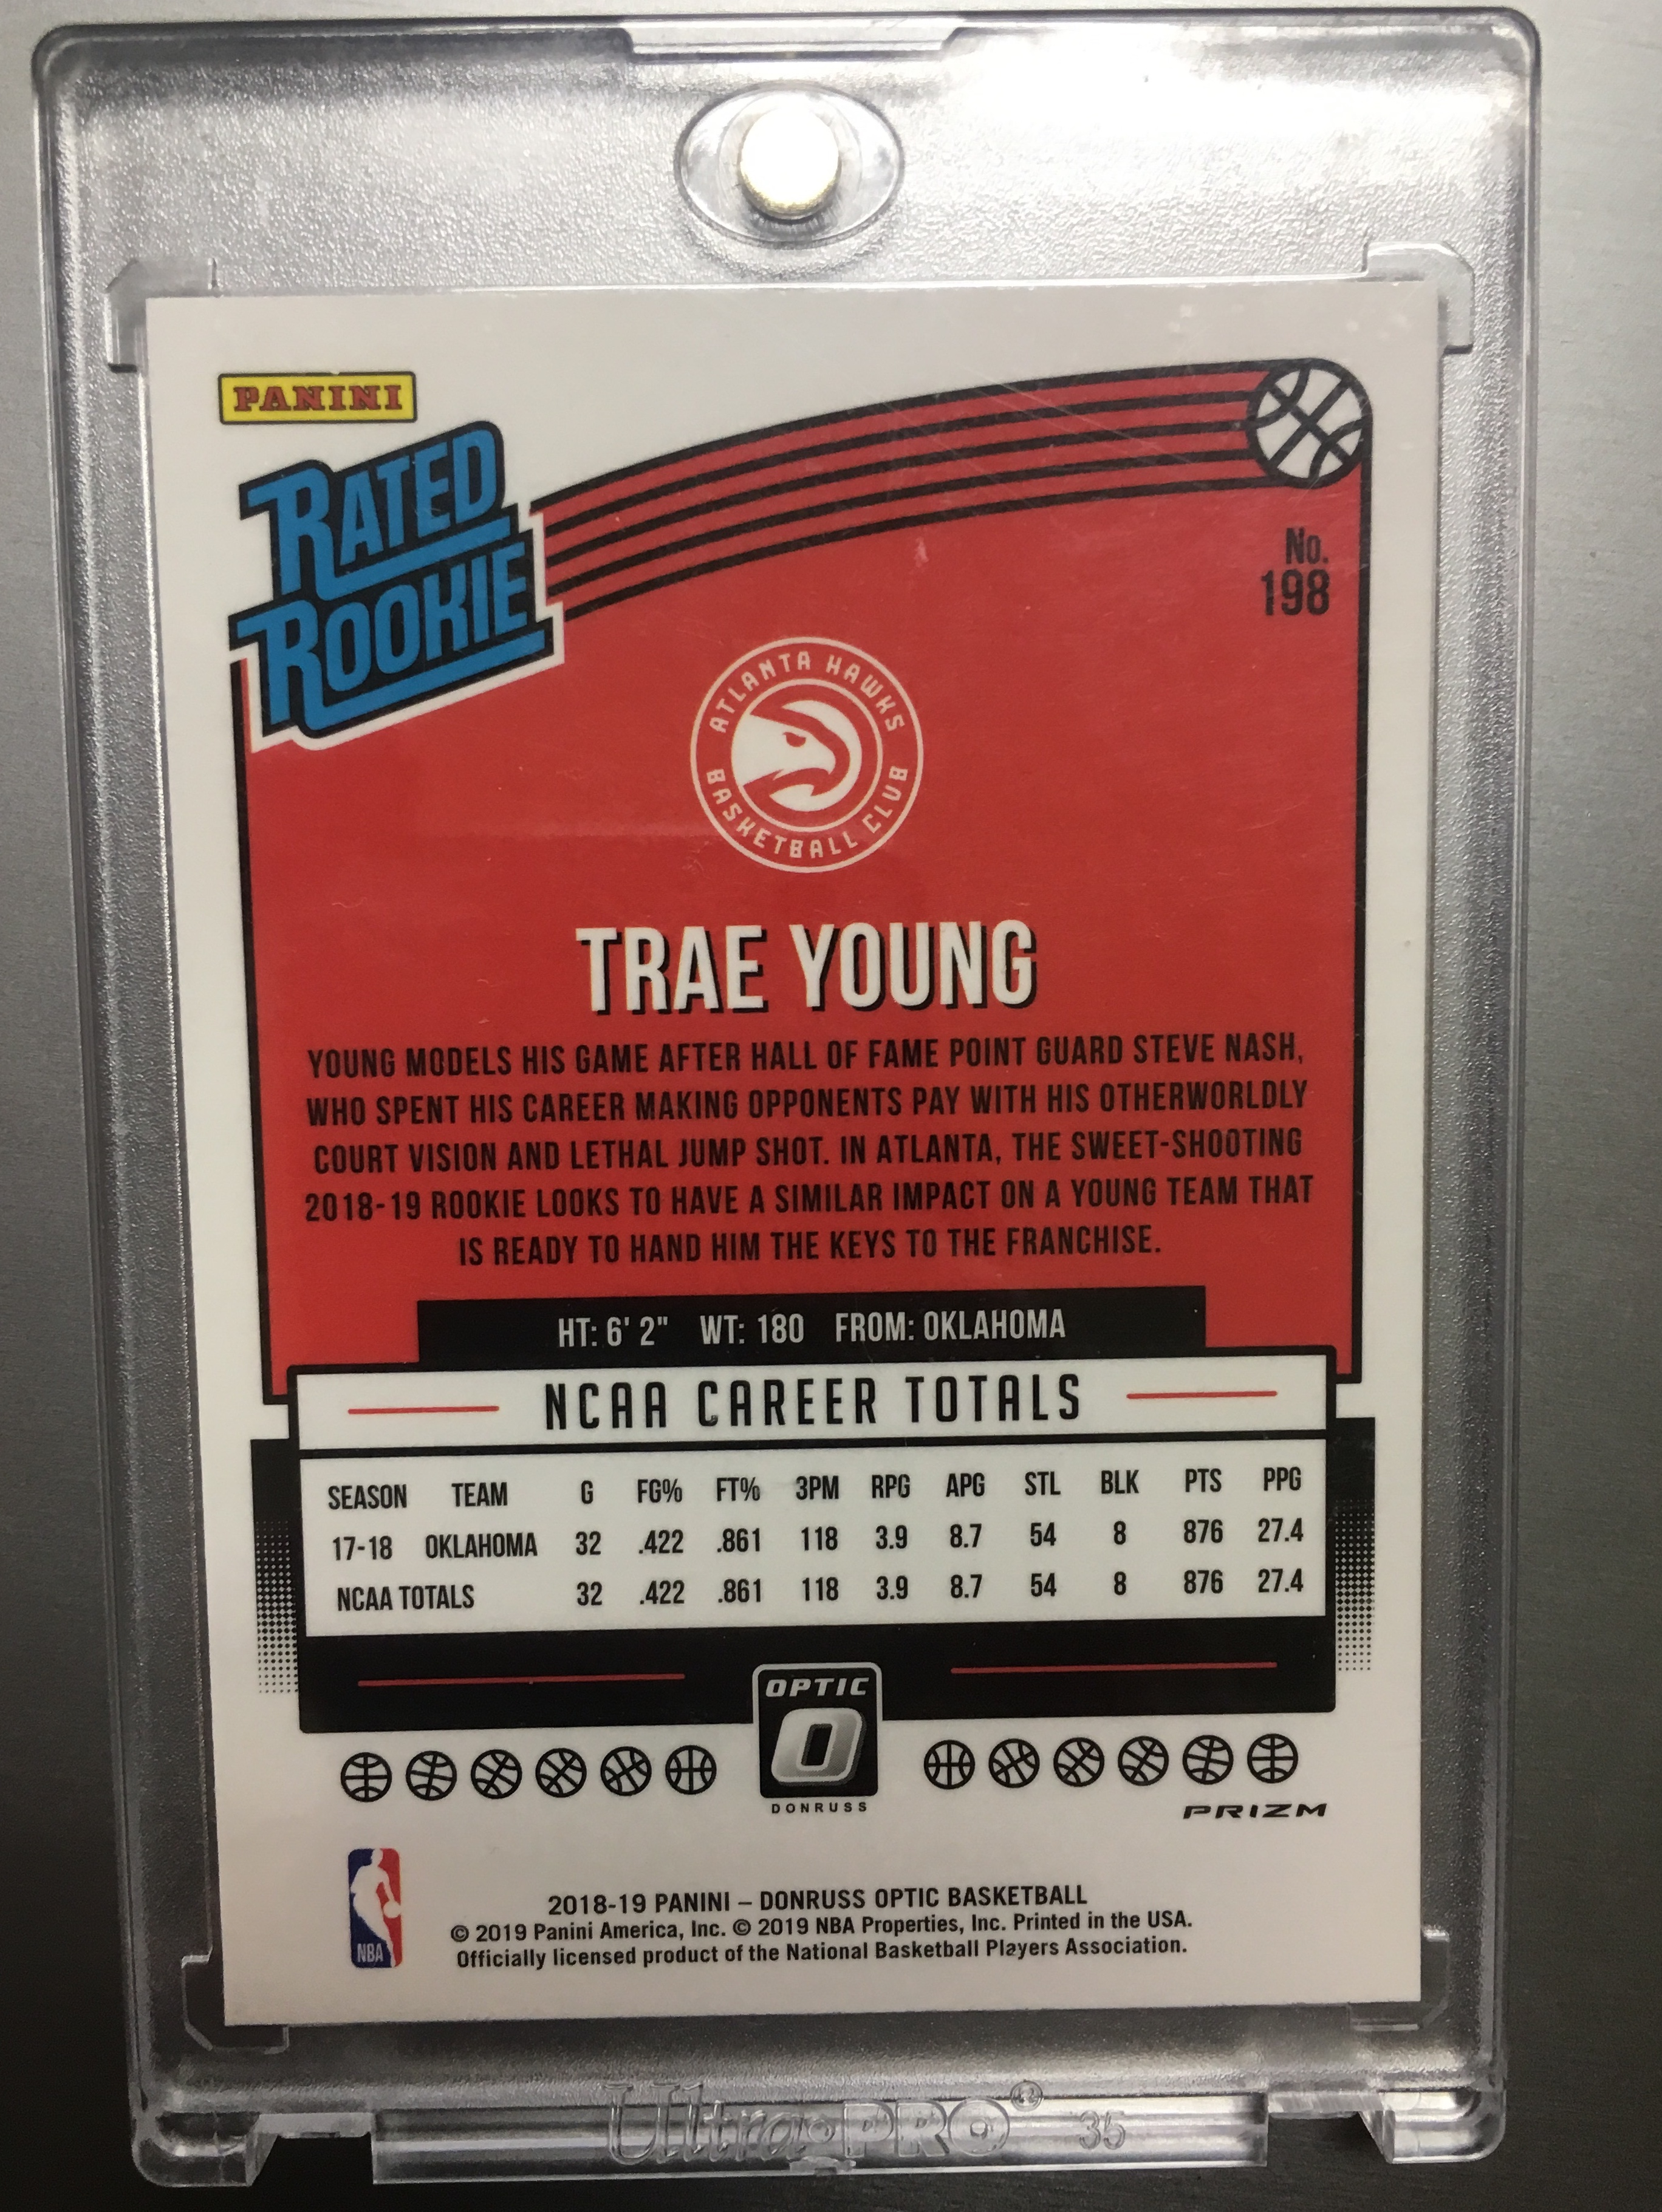 PANINI
RATED
ROOKIE
No.
198
ATLANTA HAWKS
BASKETBALL CLUB
TRAE YOUNG
YOUNG MODELS HIS GAME AFTER HALL OF FAME POINT GUARD STEVE NASH,
WHO SPENT HIS CAREER MAKING OPPONENTS PAY WITH HIS OTHERWORLDLY
COURT VISION AND LETHAL JUMP SHOT. IN ATLANTA, THE SWEET-SHOOTING
2018-19 ROOKIE LOOKS TO HAVE A SIMILAR IMPACT ON A YOUNG TEAM THAT
IS READY TO HAND HIM THE KEYS TO THE FRANCHISE.
HT: 6' 2" WT: 180 FROM: OKLAHOMA
NCAA CAREER TOTALS
SEASON TEAM G FG% FT% 3PM RPG APG STL BLK PTS PPG
17-18 OKLAHOMA 32 .422 .861 118 3.9 8.7 54 8 876 27.4
NCAA TOTALS 32 .422 .861 118 3.9 8.7 54 8 876 27.4
OPTIC
O
DONRUSS
PRIZM
NBA
2018-19 PANINI – DONRUSS OPTIC BASKETBALL
© 2019 Panini America, Inc. © 2019 NBA Properties, Inc. Printed in the USA.
Officially licensed product of the National Basketball Players Association.
Ultra PRO® 35